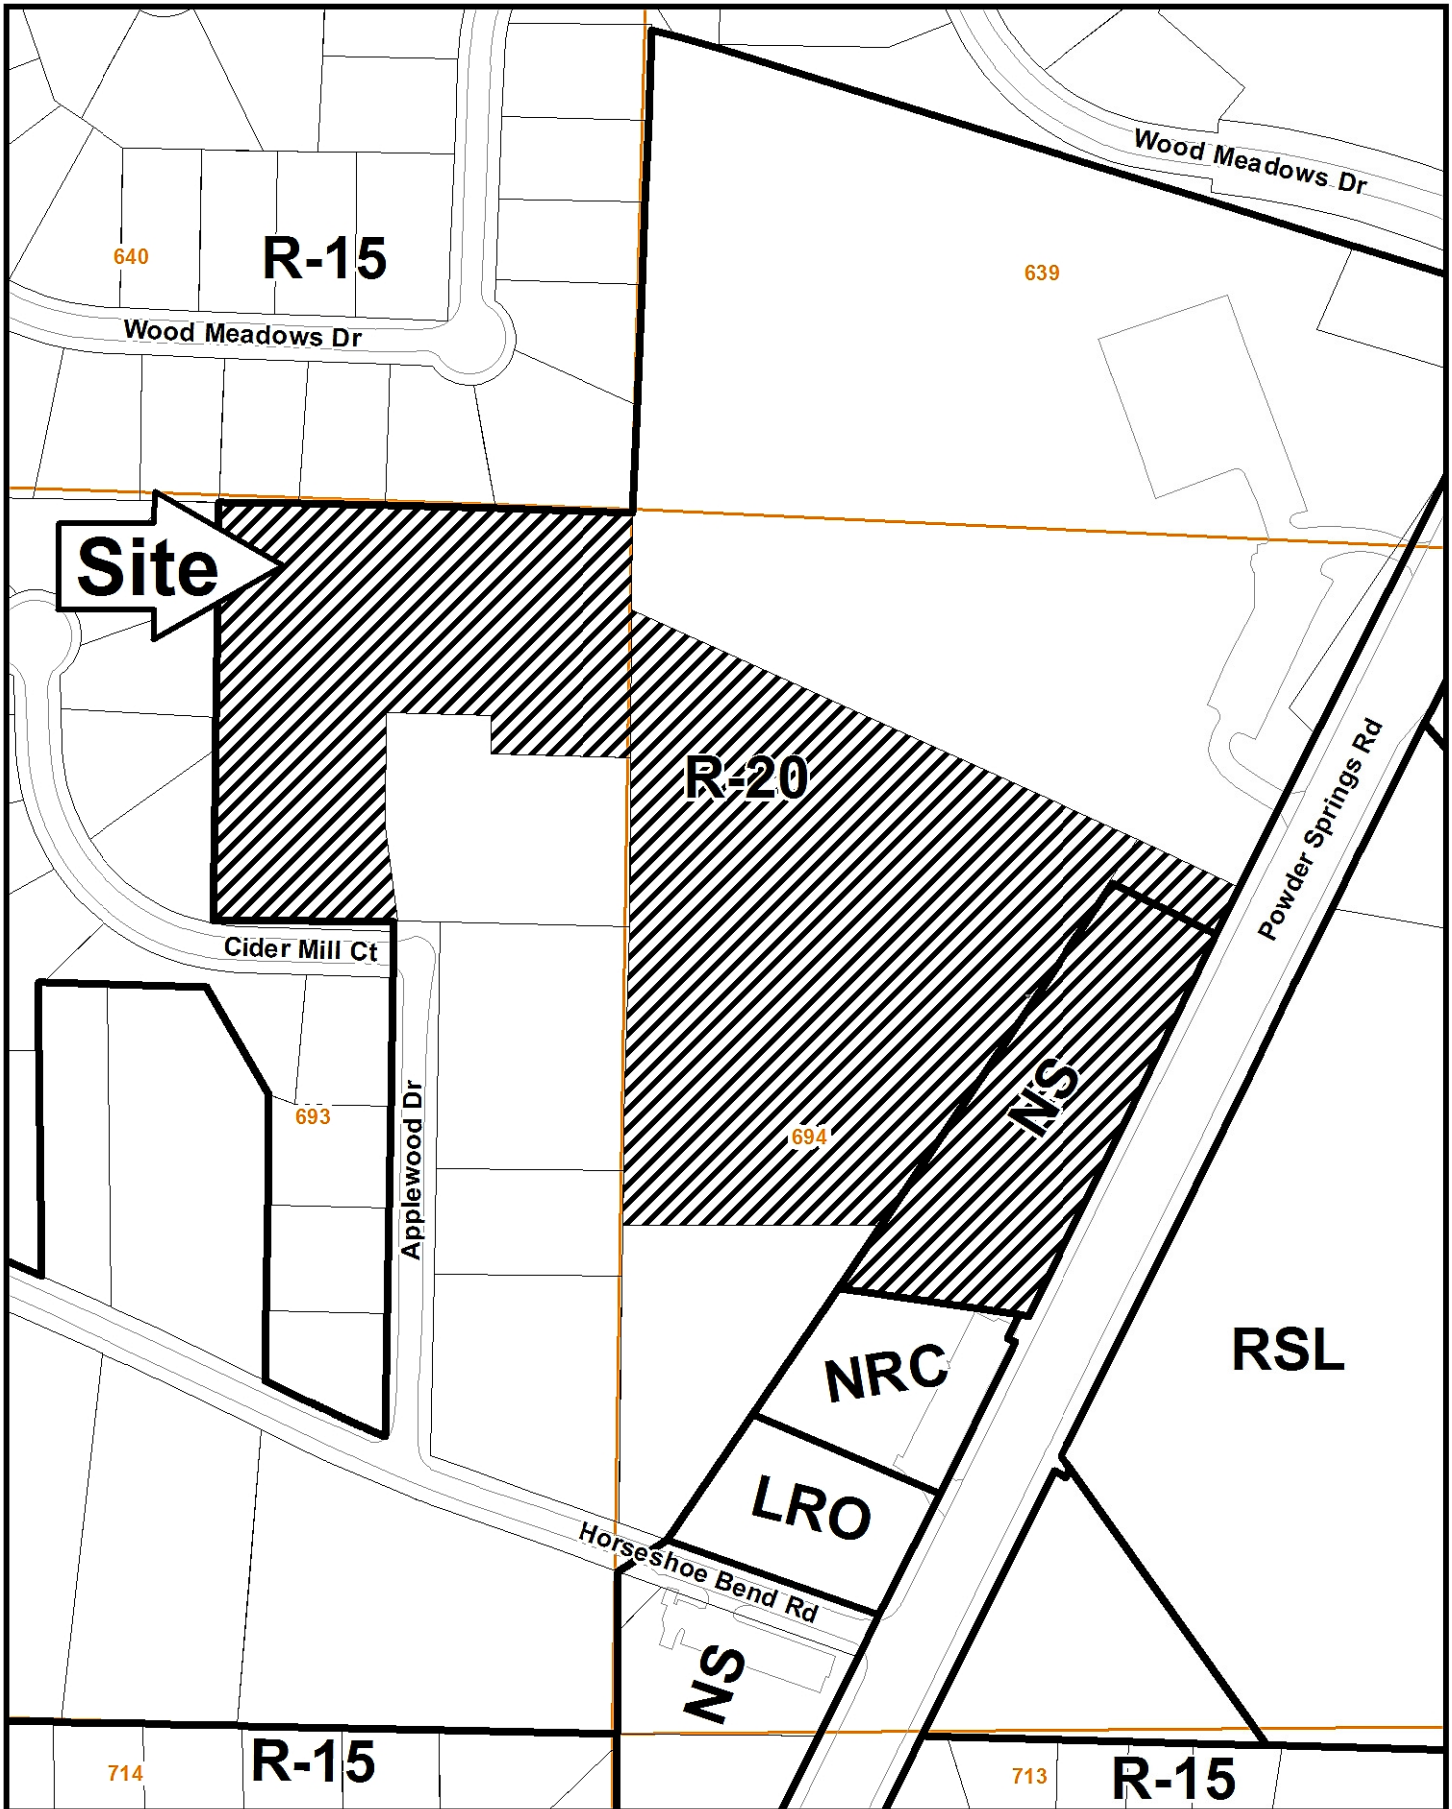 Wood Meadows Dr
640
R-15
639
Wood Meadows Dr
Site
R-20
Powder Springs Rd
Cider Mill Ct
NS
693
694
Applewood Dr
RSL
NRC
LRO
Horseshoe Bend Rd
NS
R-15
714
713
R-15